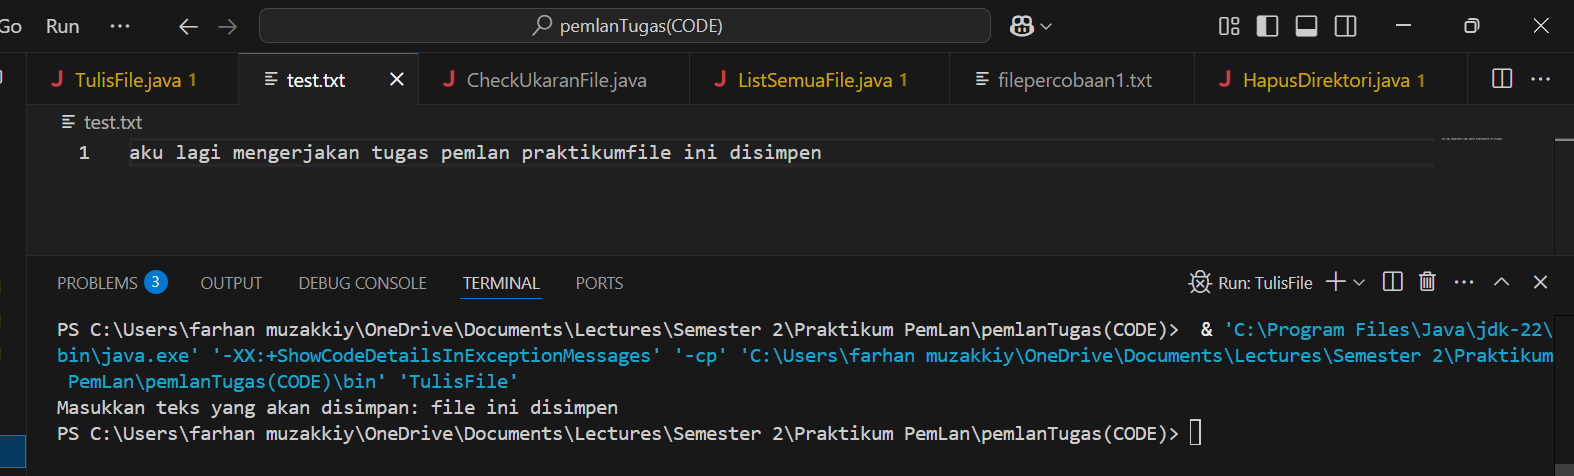 Go Run ··· pemlanTugas(CODE)
TulisFile.java 1 test.txt CheckUkaranFile.java ListSemuaFile.java 1 filepercobaan1.txt HapusDirektori.java 1
test.txt
1 aku lagi mengerjakan tugas pemlan praktikumfile ini disimpen
PROBLEMS 3 OUTPUT DEBUG CONSOLE TERMINAL PORTS Run: TulisFile
PS C:\Users\farhan muzakkiy\OneDrive\Documents\Lectures\Semester 2\Praktikum PemLan\pemlanTugas(CODE)>  & 'C:\Program Files\Java\jdk-22\
bin\java.exe' '-XX:+ShowCodeDetailsInExceptionMessages' '-cp' 'C:\Users\farhan muzakkiy\OneDrive\Documents\Lectures\Semester 2\Praktikum
PemLan\pemlanTugas(CODE)\bin' 'TulisFile'
Masukkan teks yang akan disimpan: file ini disimpen
PS C:\Users\farhan muzakkiy\OneDrive\Documents\Lectures\Semester 2\Praktikum PemLan\pemlanTugas(CODE)>